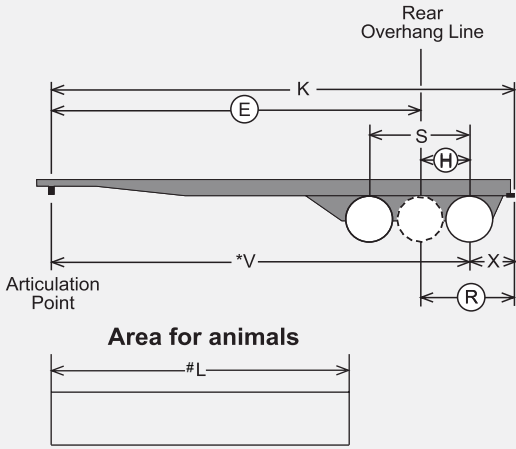 Rear
Overhang Line
K
E
S
H
*V
X
Articulation
Point
R
Area for animals
#L